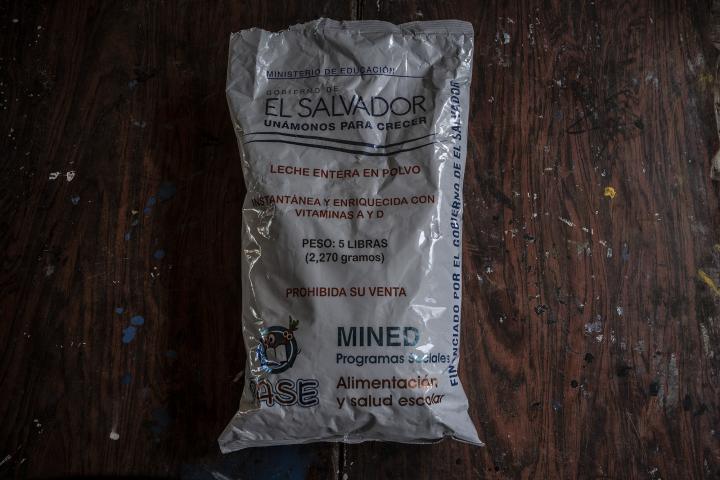 MINISTERIO DE EDUCACIÓN
GOBIERNO DE
EL SALVADOR
UNÁMONOS PARA CRECER
LECHE ENTERA EN POLVO
INSTANTÁNEA Y ENRIQUECIDA CON
VITAMINAS A Y D
PESO: 5 LIBRAS
(2,270 gramos)
PROHIBIDA SU VENTA
MINED
Programas Sociales
Alimentación
y salud escolar
ASE
FINANCIADO POR EL GOBIERNO DE EL SALVADOR